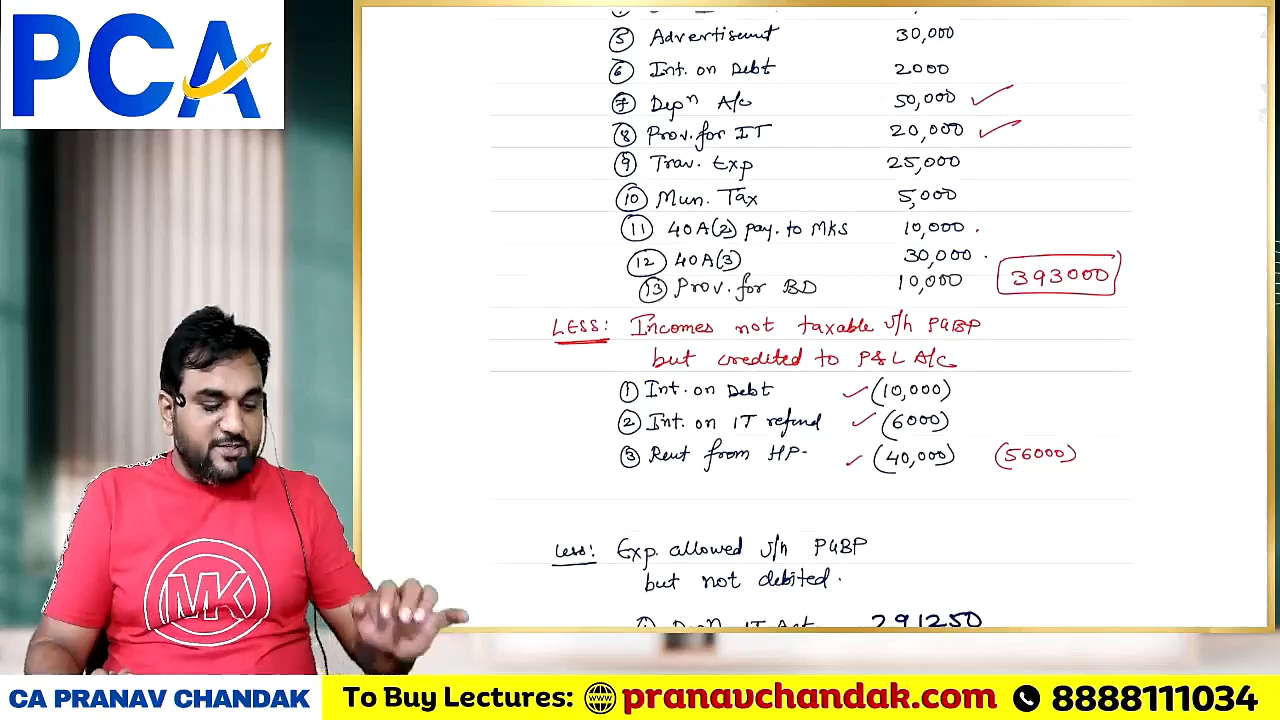 PCA
5 Advertisement 30,000
6 Int. on Debt 2000
7 Depn A/c 50,000
8 Prov. for IT 20,000
9 Trav. Exp 25,000
10 Mun. Tax 5,000
11 40A(2) pay. to MKS 10,000
12 40A(3) 30,000
13 Prov. for BD 10,000 393000
LESS: Incomes not taxable u/h PGBP
but credited to P&L A/C
1 Int. on Debt (10,000)
2 Int. on IT refund (6000)
3 Rent from HP- (40,000) (56000)
Less: Exp. allowed u/h PGBP
but not debited.
291250
MK
CA PRANAV CHANDAK To Buy Lectures: pranavchandak.com 8888111034